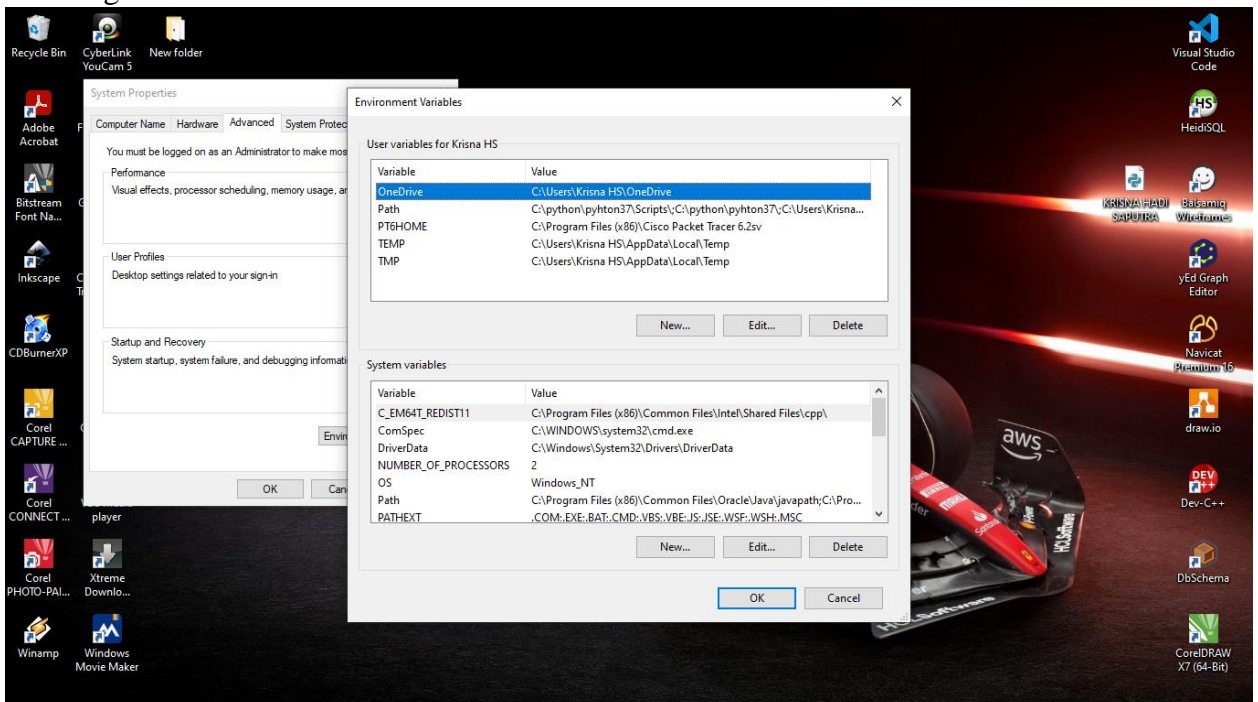 Recycle Bin
CyberLink YouCam 5
New folder
Visual Studio Code
Adobe Acrobat
HeidiSQL
Bitstream Font Na...
KRISNA HADI SAPUTRA
Balsamiq Wireframes
Inkscape
yEd Graph Editor
CDBurnerXP
Navicat Premium 16
Corel CAPTURE ...
draw.io
Corel CONNECT ...
player
Dev-C++
Corel PHOTO-PAI...
Xtreme Downlo...
DbSchema
Winamp
Windows Movie Maker
CorelDRAW X7 (64-Bit)
System Properties
Computer Name Hardware Advanced System Protec
You must be logged on as an Administrator to make mos
Performance
Visual effects, processor scheduling, memory usage, ar
User Profiles
Desktop settings related to your sign-in
Startup and Recovery
System startup, system failure, and debugging informati
Envir
OK Can
Environment Variables
User variables for Krisna HS
Variable Value
OneDrive C:\Users\Krisna HS\OneDrive
Path C:\python\pyhton37\Scripts\;C:\python\pyhton37\;C:\Users\Krisna...
PT6HOME C:\Program Files (x86)\Cisco Packet Tracer 6.2sv
TEMP C:\Users\Krisna HS\AppData\Local\Temp
TMP C:\Users\Krisna HS\AppData\Local\Temp
New... Edit... Delete
System variables
Variable Value
C_EM64T_REDIST11 C:\Program Files (x86)\Common Files\Intel\Shared Files\cpp\
ComSpec C:\WINDOWS\system32\cmd.exe
DriverData C:\Windows\System32\Drivers\DriverData
NUMBER_OF_PROCESSORS 2
OS Windows_NT
Path C:\Program Files (x86)\Common Files\Oracle\Java\javapath;C:\Pro...
PATHEXT .COM;.EXE;.BAT;.CMD;.VBS;.VBE;.JS;.JSE;.WSF;.WSH;.MSC
New... Edit... Delete
OK Cancel
aws
Santander
HCLSoftware
HCLSoftware